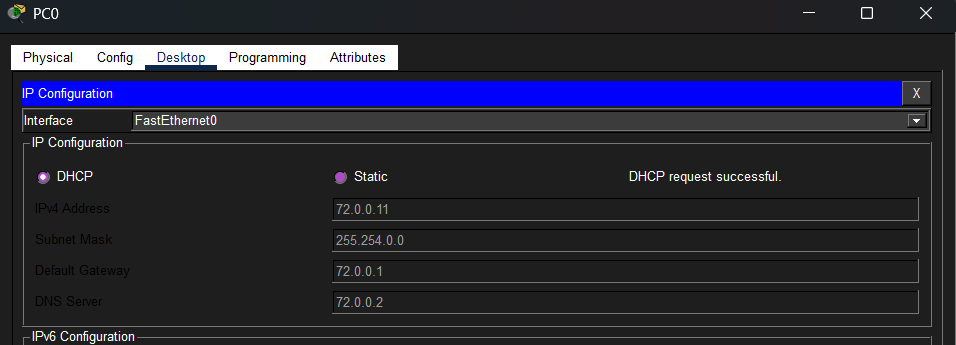 PC0
Physical Config Desktop Programming Attributes
IP Configuration X
Interface FastEthernet0
IP Configuration
DHCP Static DHCP request successful.
IPv4 Address 72.0.0.11
Subnet Mask 255.254.0.0
Default Gateway 72.0.0.1
DNS Server 72.0.0.2
IPv6 Configuration